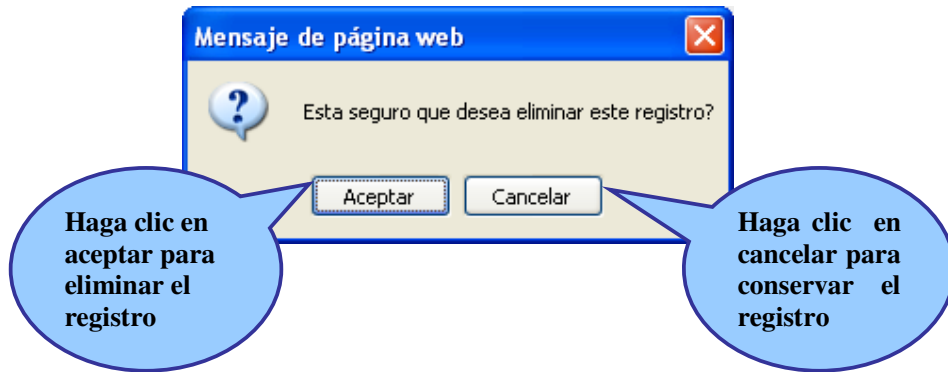 Mensaje de página web
Esta seguro que desea eliminar este registro?
Aceptar
Cancelar
Haga clic en
aceptar para
eliminar el
registro
Haga clic en
cancelar para
conservar el
registro